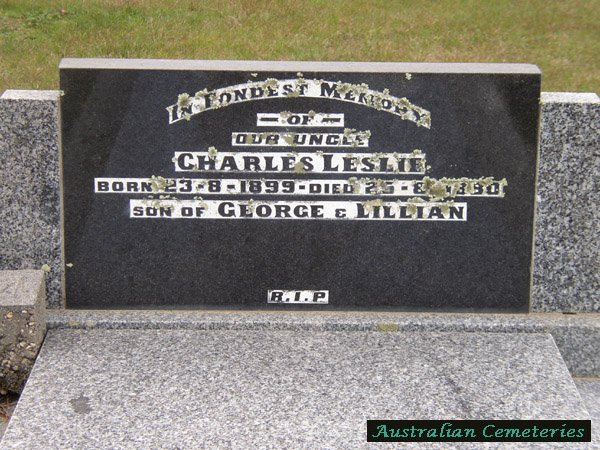 In Fondest Memory
— OF —
OUR UNCLE
CHARLES LESLIE
BORN 23-8-1899-DIED
SON OF GEORGE & LILLIAN
R.I.P
Australian Cemeteries